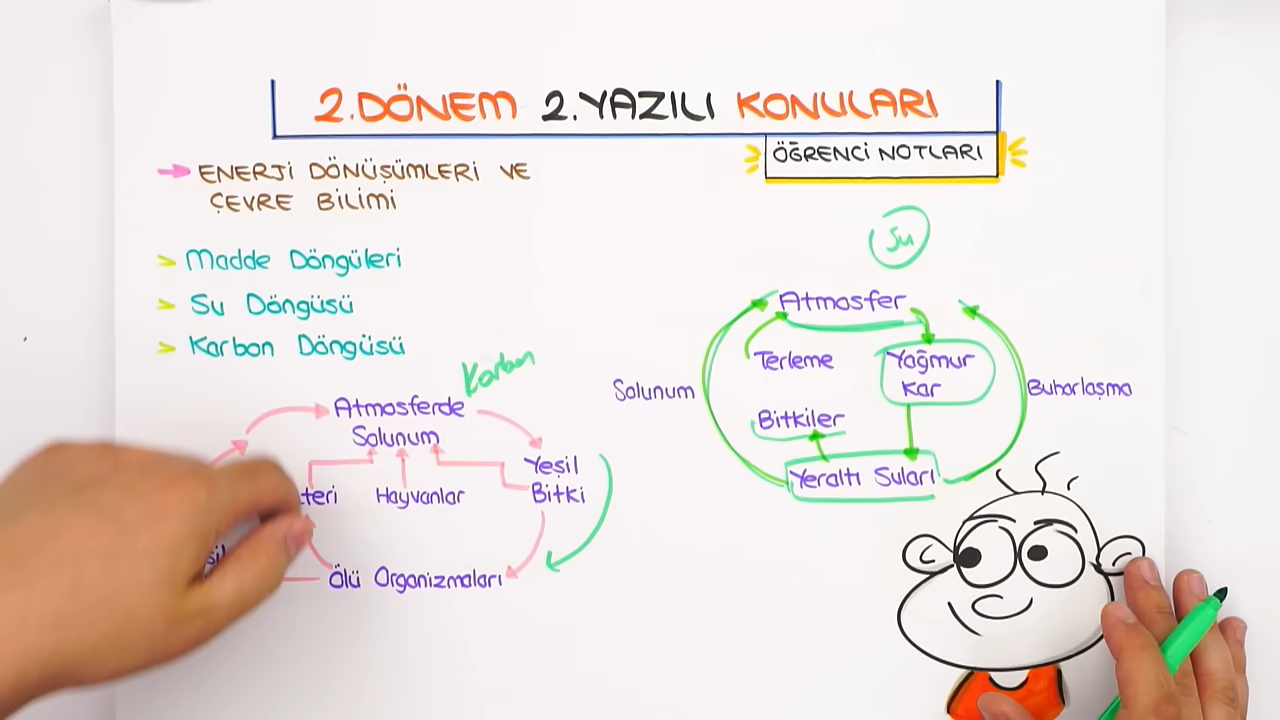 2.DÖNEM 2.YAZILI KONULARI
ÖĞRENCİ NOTLARI
ENERJİ DÖNÜŞÜMLERİ VE
ÇEVRE BİLİMİ
> Madde Döngüleri
> Su Döngüsü
> Karbon Döngüsü
Karbon
Atmosferde
Solunum
Yeşil
Bitki
Hayvanlar
Ölü Organizmaları
Su
Atmosfer
Terleme
Yağmur
Kar
Solunum
Buharlaşma
Bitkiler
Yeraltı Suları